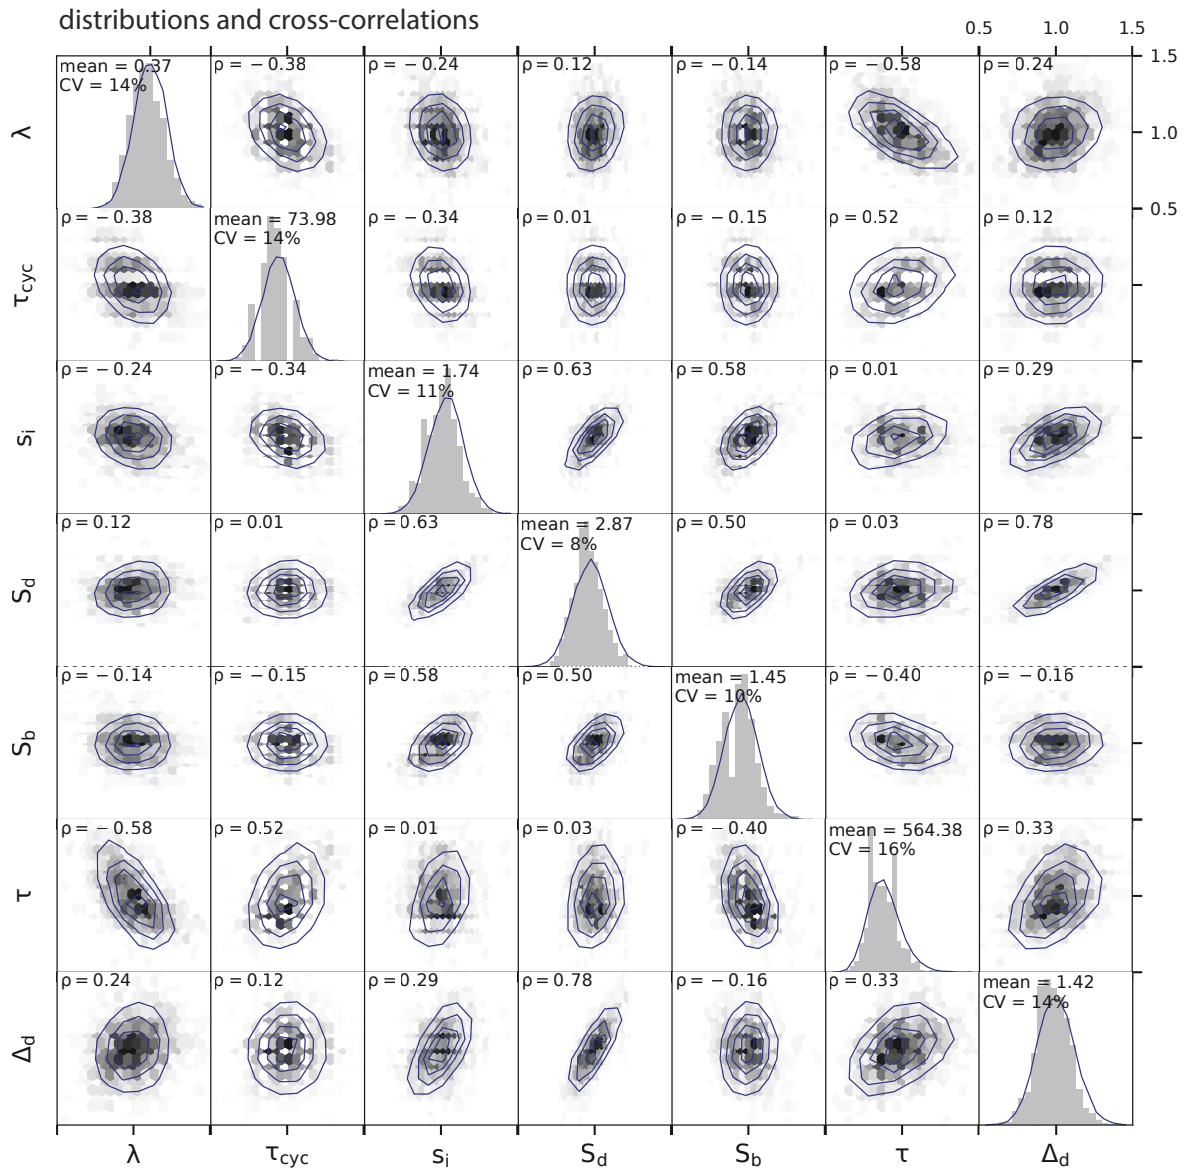 distributions and cross-correlations
0.5 1.0 1.5
mean = 0.37 ρ = − 0.38 ρ = − 0.24 ρ = 0.12 ρ = − 0.14 ρ = − 0.58 ρ = 0.24 1.5
CV = 14%
λ 1.0
0.5
ρ = − 0.38 mean = 73.98 ρ = − 0.34 ρ = 0.01 ρ = − 0.15 ρ = 0.52 ρ = 0.12
CV = 14%
τcyc
ρ = − 0.24 ρ = − 0.34 mean = 1.74 ρ = 0.63 ρ = 0.58 ρ = 0.01 ρ = 0.29
CV = 11%
si
ρ = 0.12 ρ = 0.01 ρ = 0.63 mean = 2.87 ρ = 0.50 ρ = 0.03 ρ = 0.78
CV = 8%
Sd
ρ = − 0.14 ρ = − 0.15 ρ = 0.58 ρ = 0.50 mean = 1.45 ρ = − 0.40 ρ = − 0.16
CV = 10%
Sb
ρ = − 0.58 ρ = 0.52 ρ = 0.01 ρ = 0.03 ρ = − 0.40 mean = 564.38 ρ = 0.33
CV = 16%
τ
ρ = 0.24 ρ = 0.12 ρ = 0.29 ρ = 0.78 ρ = − 0.16 ρ = 0.33 mean = 1.42
CV = 14%
Δd
λ τcyc si Sd Sb τ Δd